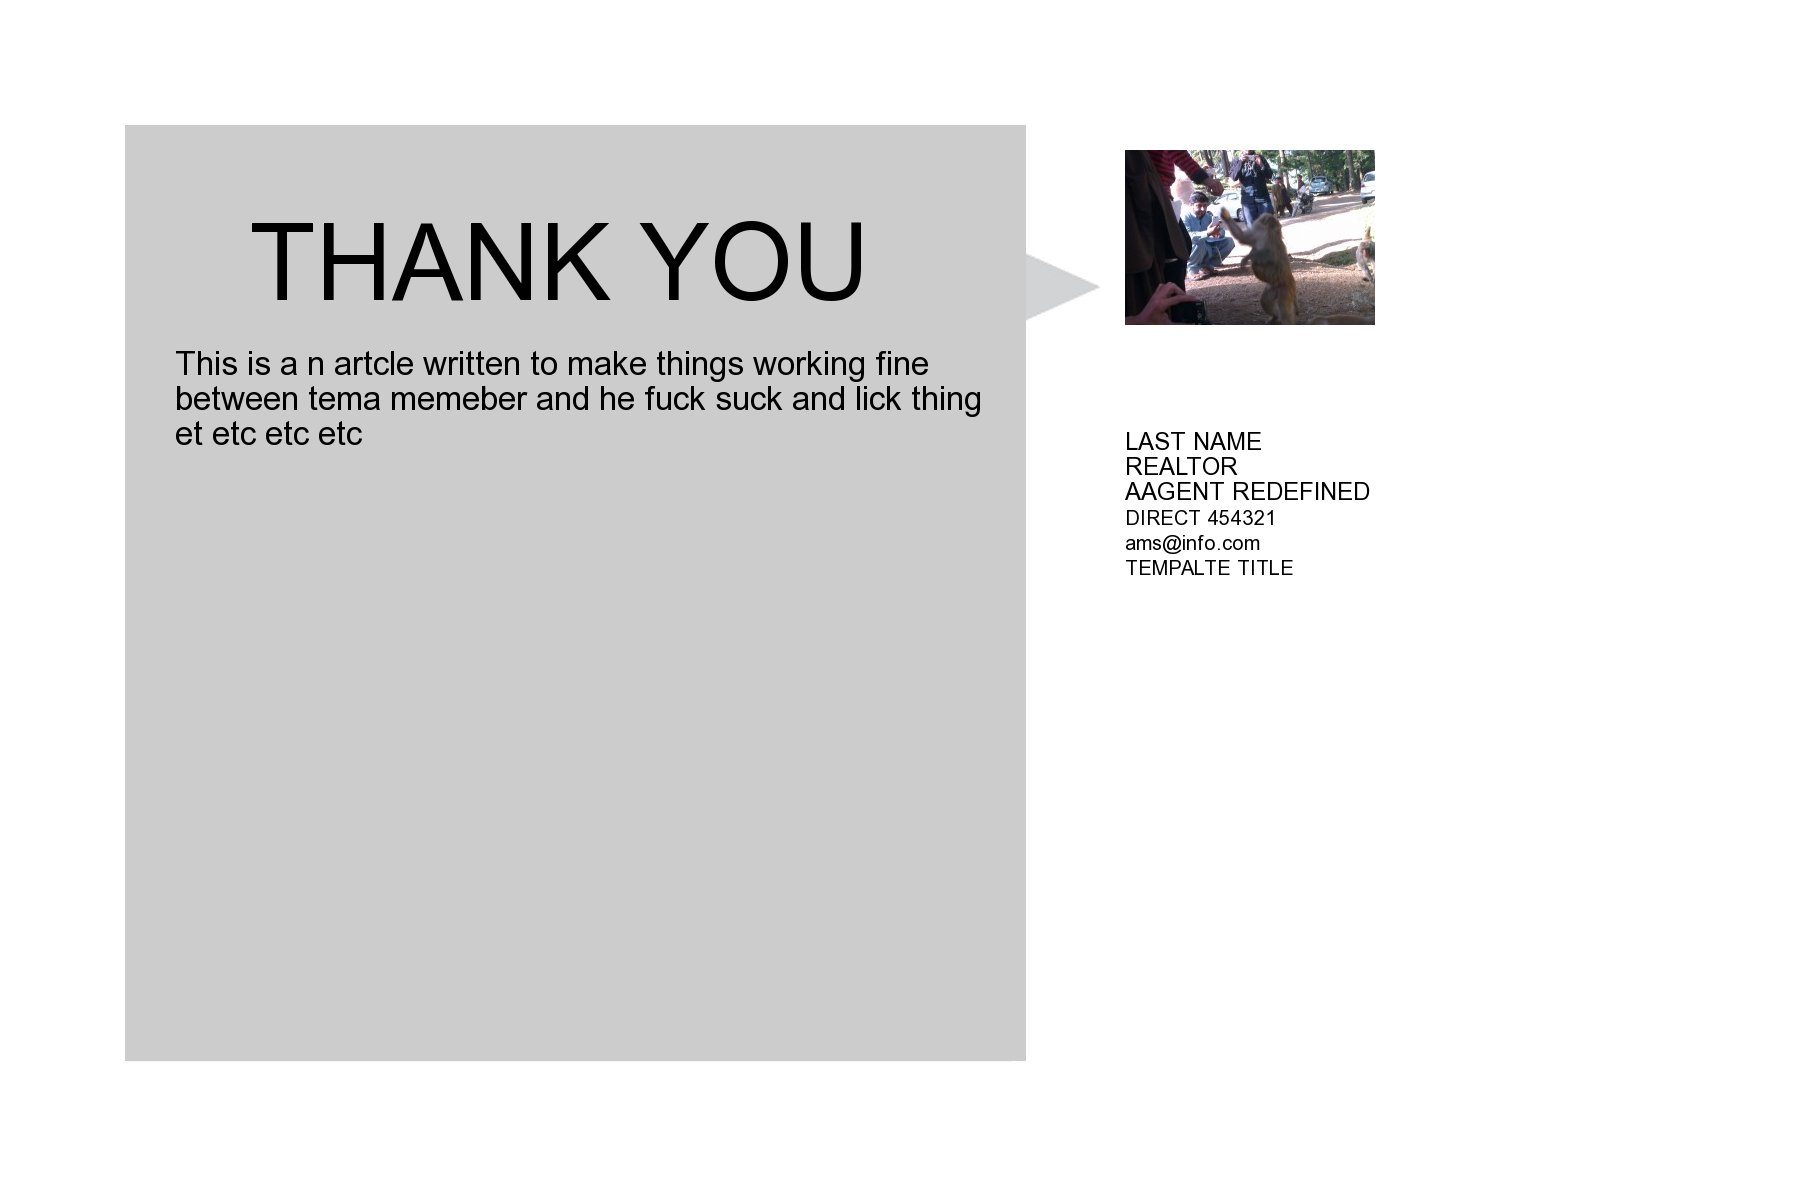 THANK YOU
This is a n artcle written to make things working fine
between tema memeber and he fuck suck and lick thing
et etc etc etc
LAST NAME
REALTOR
AAGENT REDEFINED
DIRECT 454321
ams@info.com
TEMPALTE TITLE